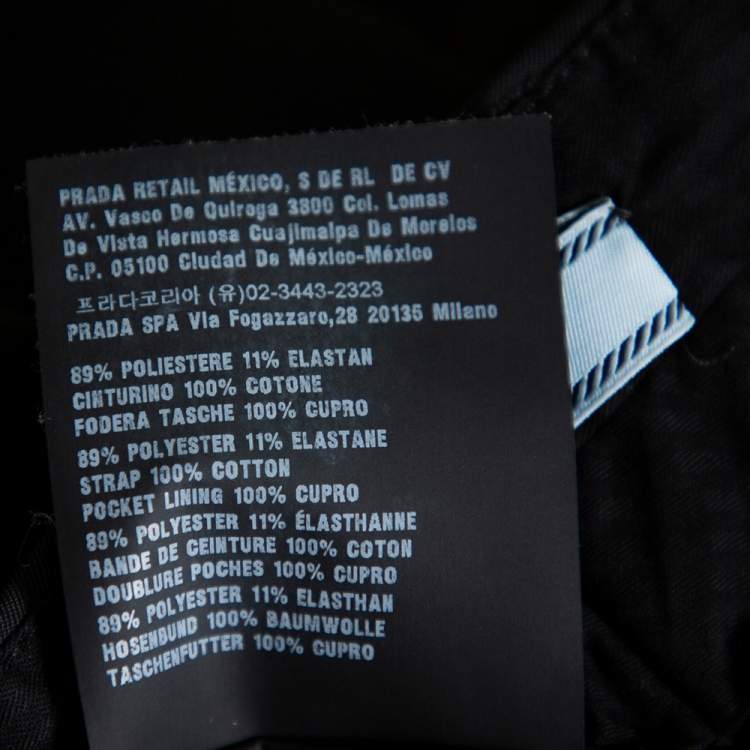 PRADA RETAIL MÉXICO, S DE RL DE CV
AV. Vasco De Quiroga 3800 Col. Lomas
De Vista Hermosa Cuajimalpa De Morelos
C.P. 05100 Ciudad De México-México
프라다코리아 (유)02-3443-2323
PRADA SPA Via Fogazzaro,28 20135 Milano
89% POLIESTERE 11% ELASTAN
CINTURINO 100% COTONE
FODERA TASCHE 100% CUPRO
89% POLYESTER 11% ELASTANE
STRAP 100% COTTON
POCKET LINING 100% CUPRO
89% POLYESTER 11% ÉLASTHANNE
BANDE DE CEINTURE 100% COTON
DOUBLURE POCHES 100% CUPRO
89% POLYESTER 11% ELASTHAN
HOSENBUND 100% BAUMWOLLE
TASCHENFUTTER 100% CUPRO